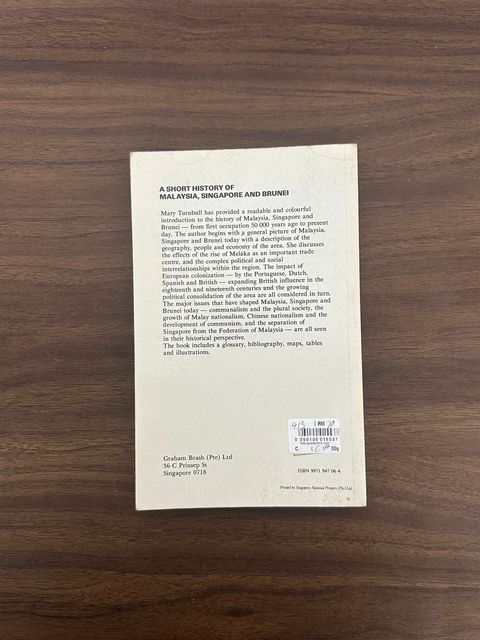 A SHORT HISTORY OF
MALAYSIA, SINGAPORE AND BRUNEI
Mary Turnbull has provided a readable and colourful
introduction to the history of Malaysia, Singapore and
Brunei — from first occupation 50 000 years ago to present
day. The author begins with a general picture of Malaysia,
Singapore and Brunei today with a description of the
geography, people and economy of the area. She discusses
the effects of the rise of Melaka as an important trade
centre, and the complex political and social
interrelationships within the region. The impact of
European colonization — by the Portuguese, Dutch,
Spanish and British — expanding British influence in the
eighteenth and nineteenth centuries and the growing
political consolidation of the area are all considered in turn.
The major issues that have shaped Malaysia, Singapore and
Brunei today — communalism and the plural society, the
growth of Malay nationalism, Chinese nationalism and the
development of communism, and the separation of
Singapore from the Federation of Malaysia — are all seen
in their historical perspective.
The book includes a glossary, bibliography, maps, tables
and illustrations.
413 1 RM
C 00g
Graham Brash (Pte) Ltd
36-C Prinsep St
Singapore 0718
ISBN 9971 947 06 4
Printed by Singapore National Printers (Pte) Ltd